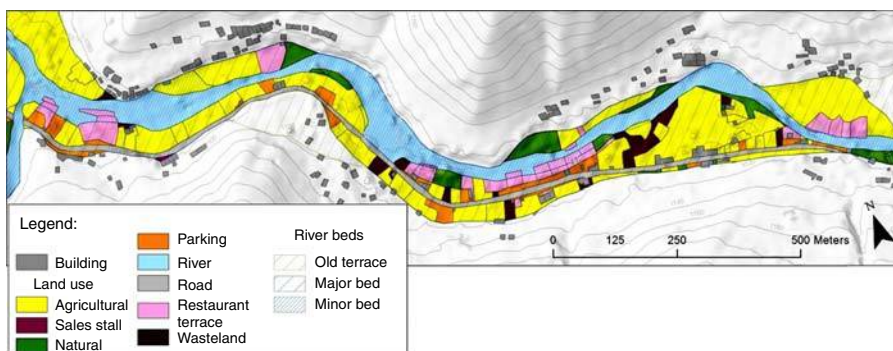 N
0 125 250 500 Meters
Legend:
Building
Land use
Agricultural
Sales stall
Natural
Parking
River
Road
Restaurant
terrace
Wasteland
River beds
Old terrace
Major bed
Minor bed